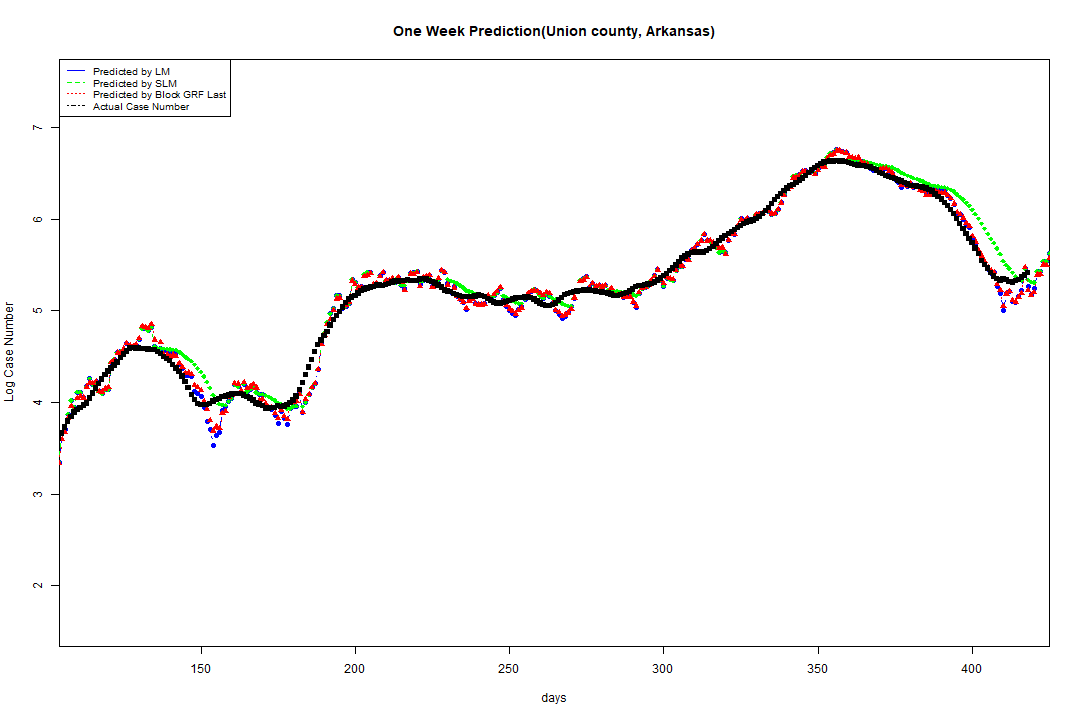 One Week Prediction(Union county, Arkansas)
Predicted by LM
Predicted by SLM
Predicted by Block GRF Last
Actual Case Number
7
6
5
4
3
2
Log Case Number
150 200 250 300 350 400
days